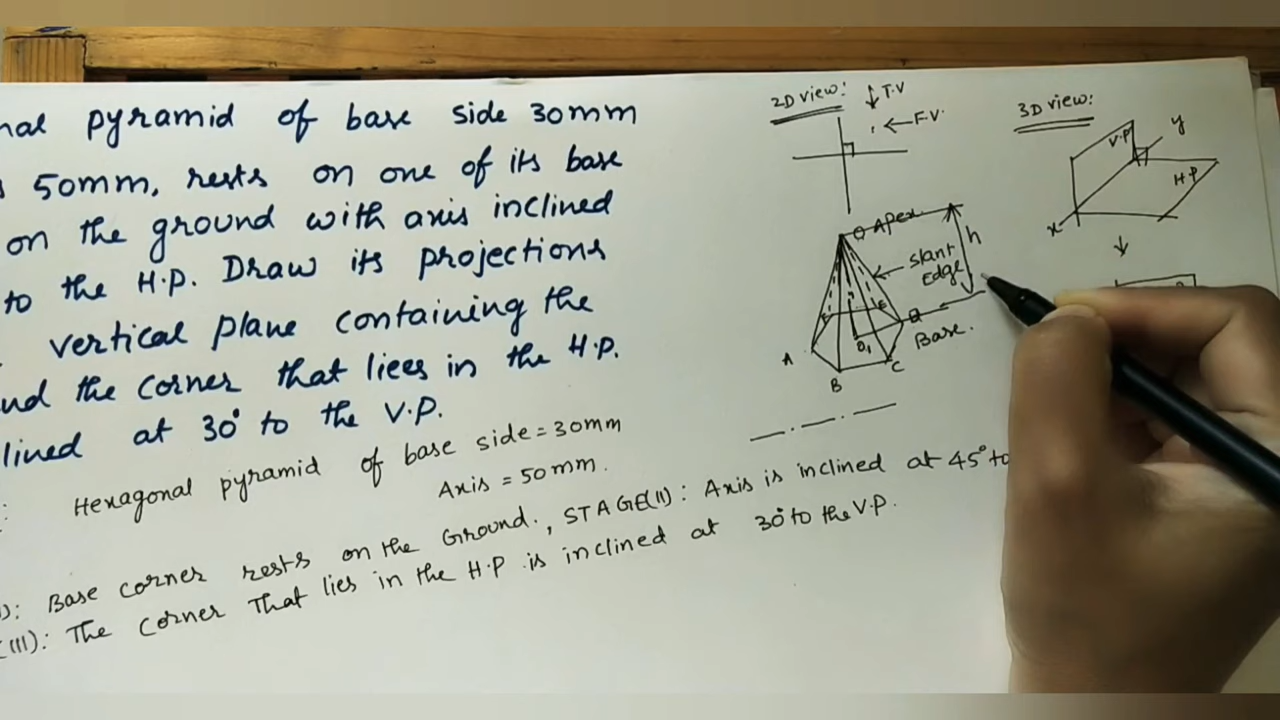 nal pyramid of base side 30mm
s 50mm, rests on one of its base
on the ground with axis inclined
to the H.P. Draw its projections
vertical plane containing the
nd the corner that liees in the H.P.
lined at 30° to the V.P.
: Hexagonal pyramid of base side = 30mm
Axis = 50mm.
): Base corner rests on the Ground., STAGE(II): Axis is inclined at 45° to
(III): The corner That lies in the H.P is inclined at 30° to the V.P.
2D view:
T.V
F.V.
O Apex
h
slant
Edge
A
B
C
E
O1
Base.
3D view:
V.P
y
H.P
x